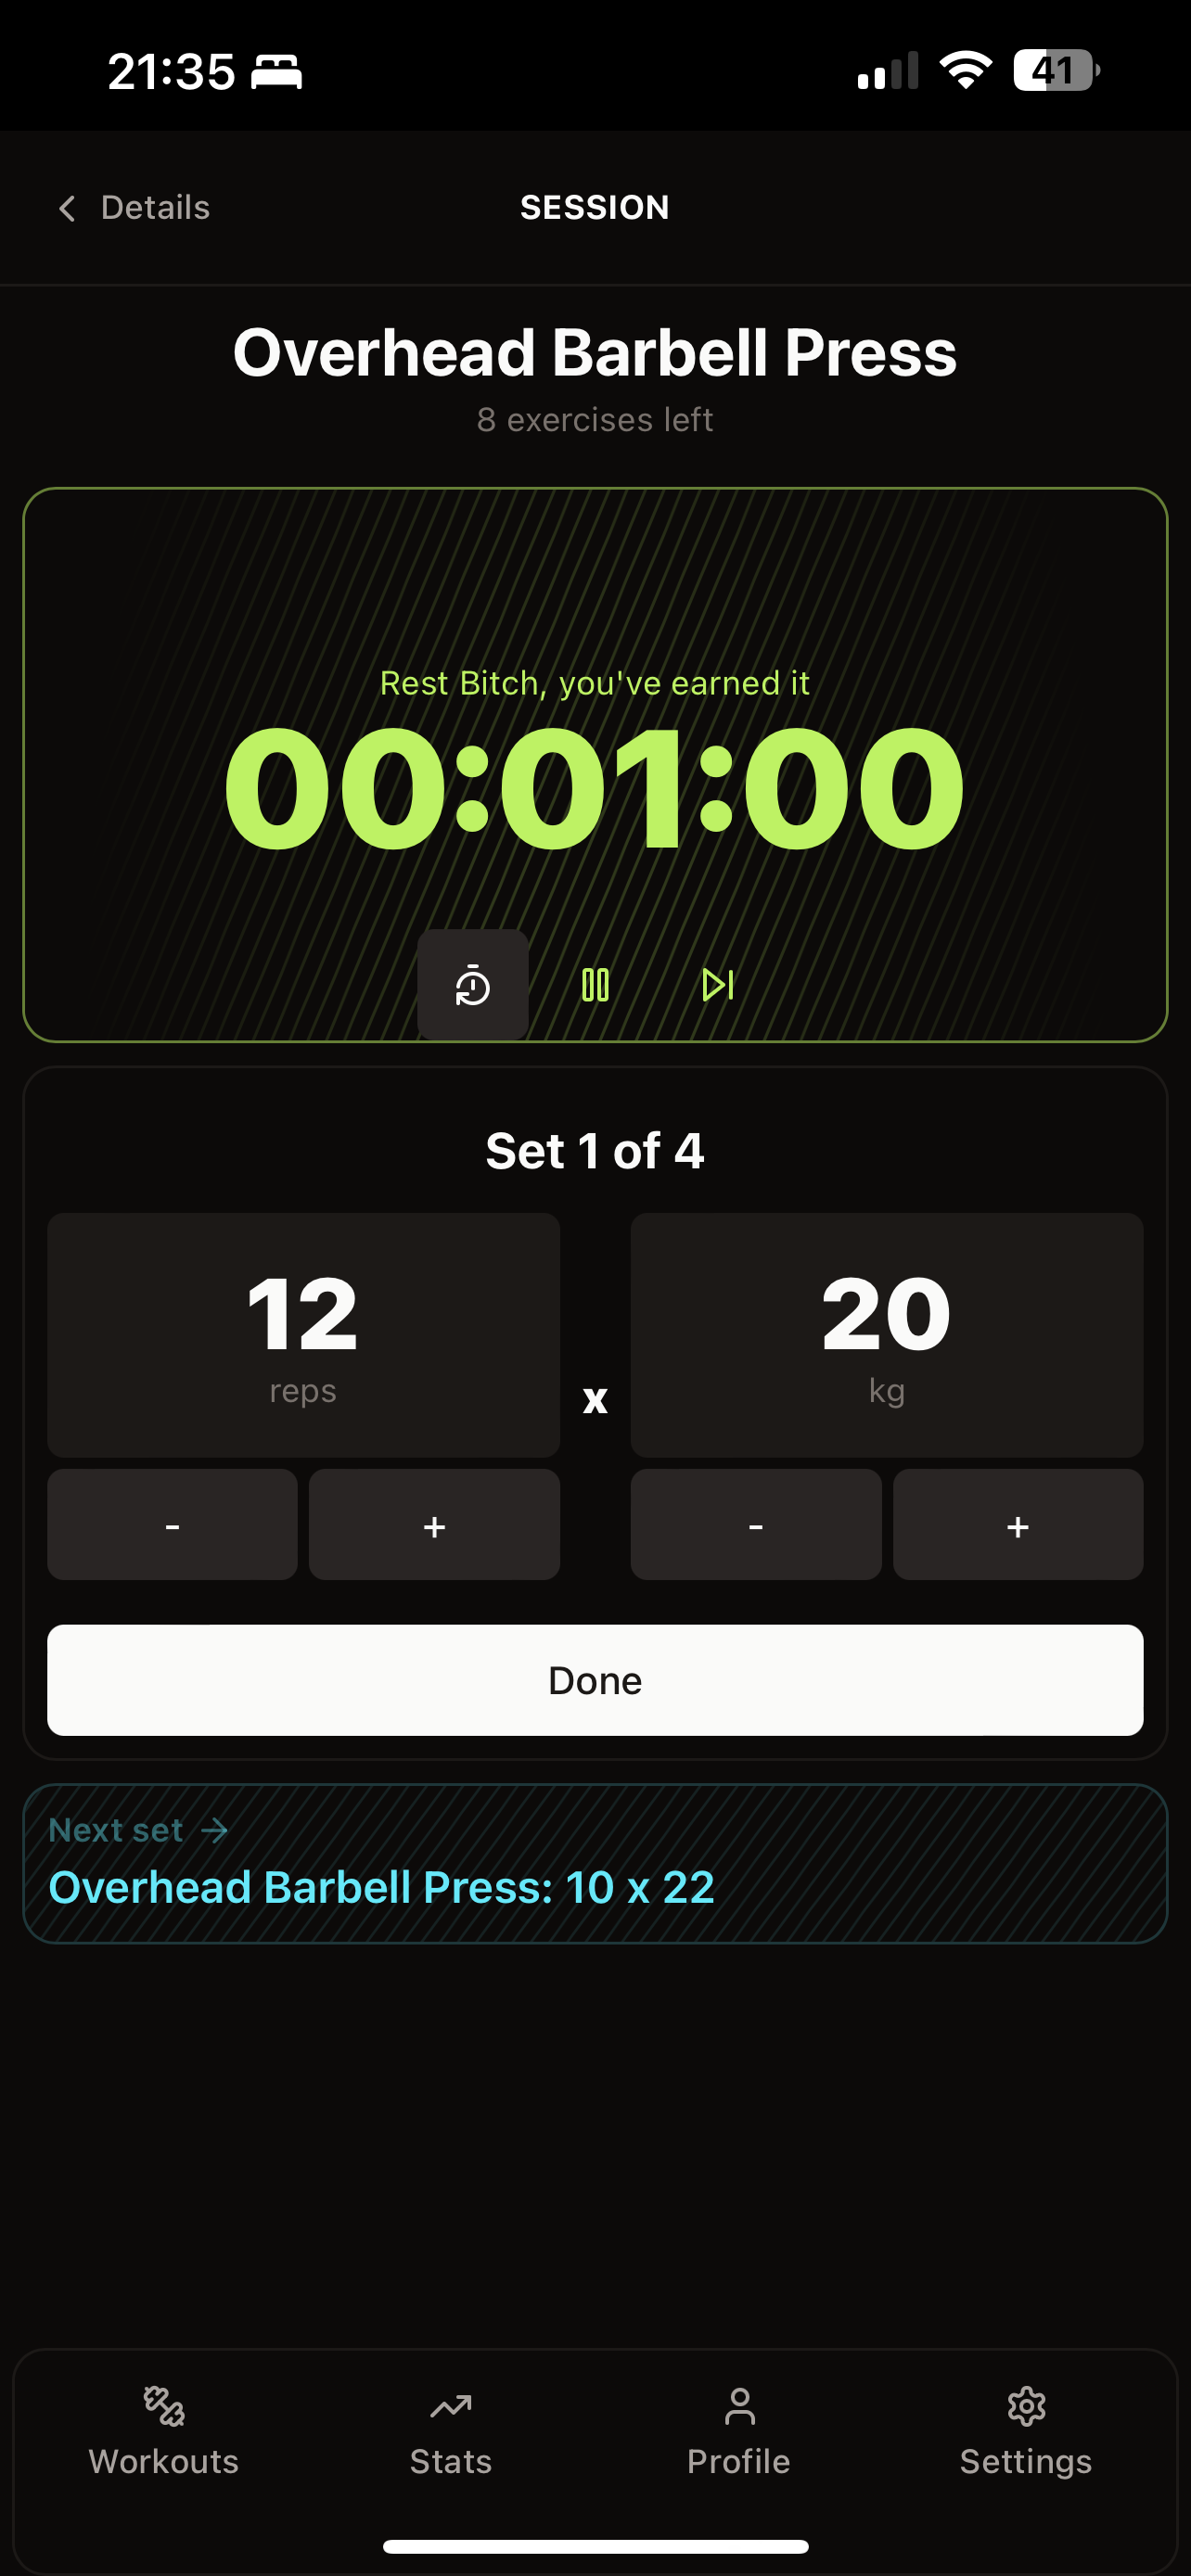 21:35
41
Details
SESSION
Overhead Barbell Press
8 exercises left
Rest Bitch, you've earned it
00:01:00
Set 1 of 4
12
reps
x
20
kg
- +
- +
Done
Next set →
Overhead Barbell Press: 10 x 22
Workouts
Stats
Profile
Settings